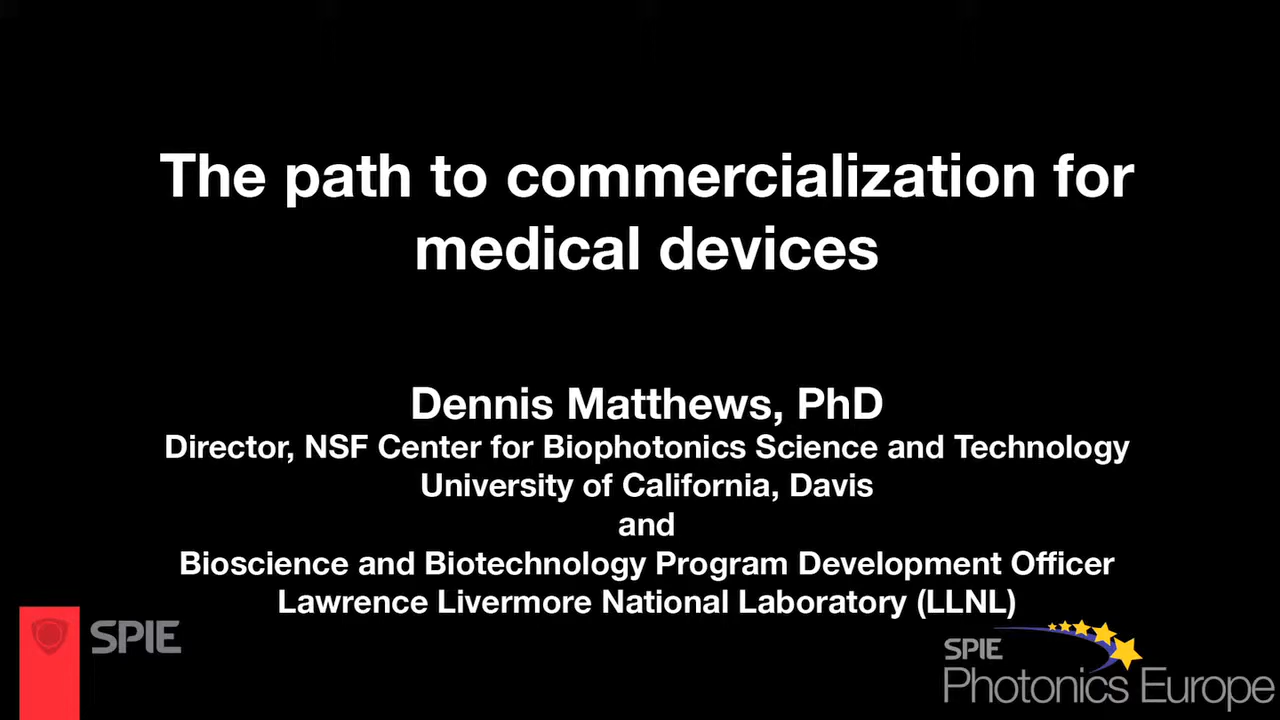 The path to commercialization for
medical devices
Dennis Matthews, PhD
Director, NSF Center for Biophotonics Science and Technology
University of California, Davis
and
Bioscience and Biotechnology Program Development Officer
Lawrence Livermore National Laboratory (LLNL)
SPIE
SPIE
Photonics Europe